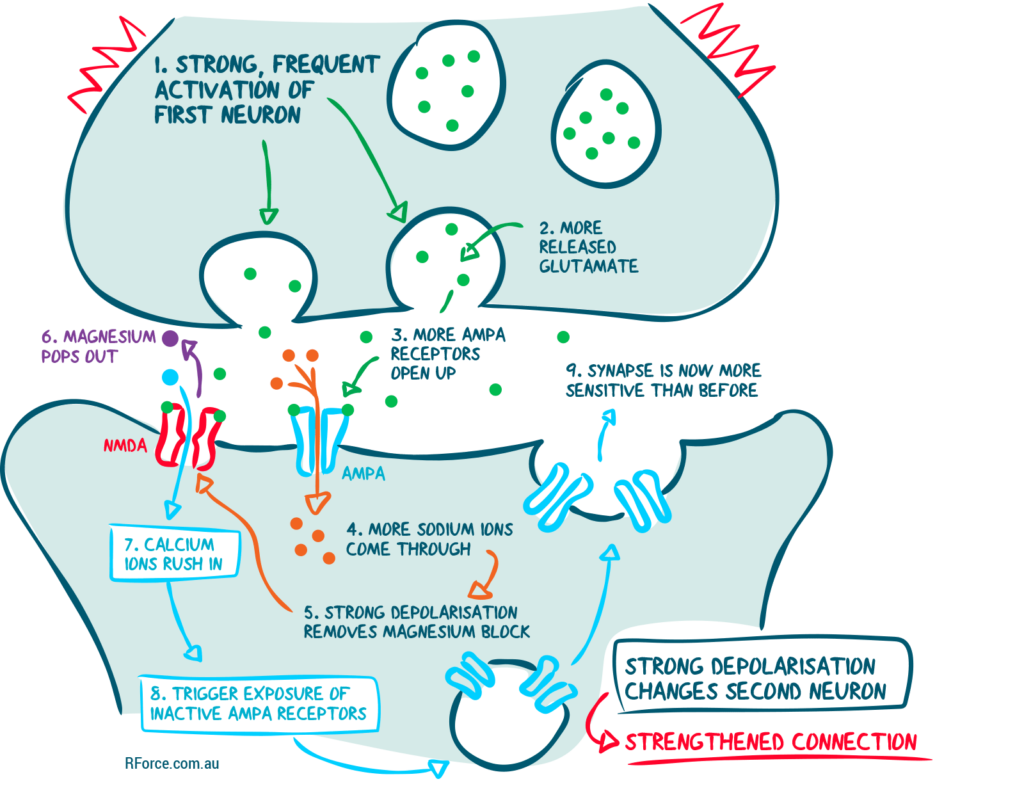 1. STRONG, FREQUENT
ACTIVATION OF
FIRST NEURON
2. MORE
RELEASED
GLUTAMATE
3. MORE AMPA
RECEPTORS
OPEN UP
6. MAGNESIUM
POPS OUT
9. SYNAPSE IS NOW MORE
SENSITIVE THAN BEFORE
NMDA
AMPA
4. MORE SODIUM IONS
COME THROUGH
7. CALCIUM
IONS RUSH IN
5. STRONG DEPOLARISATION
REMOVES MAGNESIUM BLOCK
8. TRIGGER EXPOSURE OF
INACTIVE AMPA RECEPTORS
STRONG DEPOLARISATION
CHANGES SECOND NEURON
STRENGTHENED CONNECTION
RForce.com.au